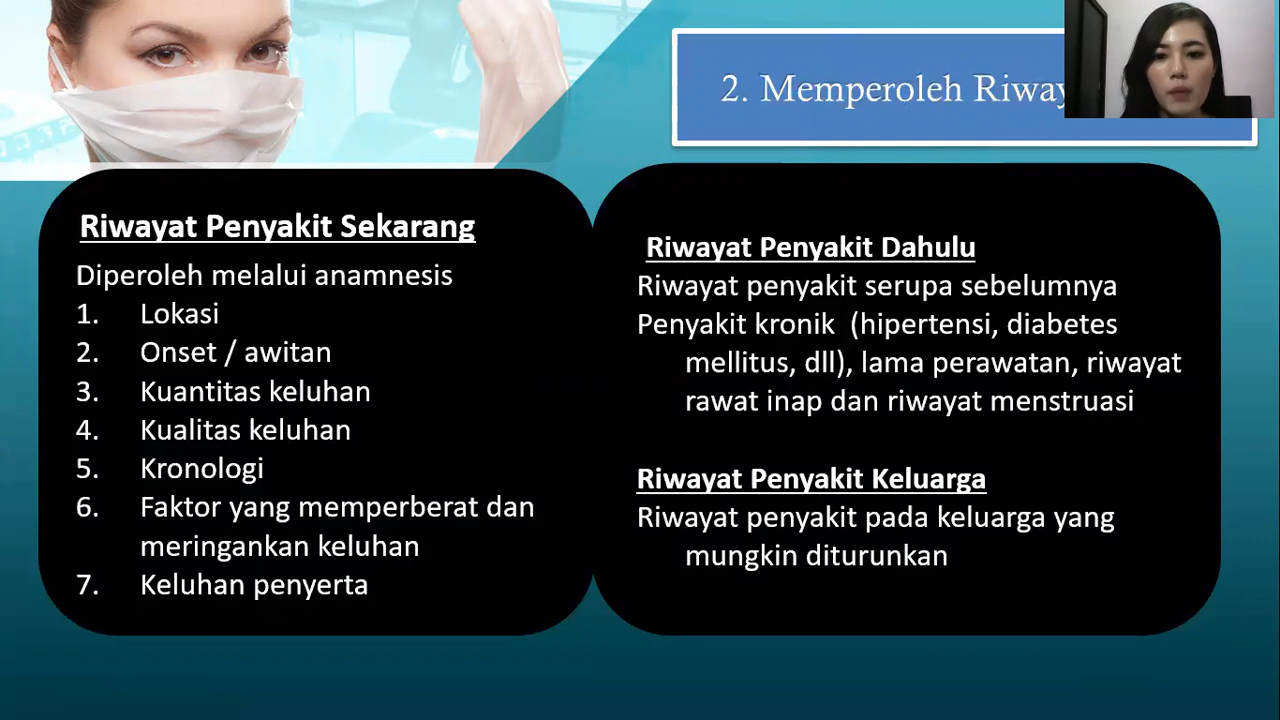 2. Memperoleh
Riwayat Penyakit Sekarang
Diperoleh melalui anamnesis
1. Lokasi
2. Onset / awitan
3. Kuantitas keluhan
4. Kualitas keluhan
5. Kronologi
6. Faktor yang memperberat dan
meringankan keluhan
7. Keluhan penyerta
Riwayat Penyakit Dahulu
Riwayat penyakit serupa sebelumnya
Penyakit kronik (hipertensi, diabetes
mellitus, dll), lama perawatan, riwayat
rawat inap dan riwayat menstruasi
Riwayat Penyakit Keluarga
Riwayat penyakit pada keluarga yang
mungkin diturunkan